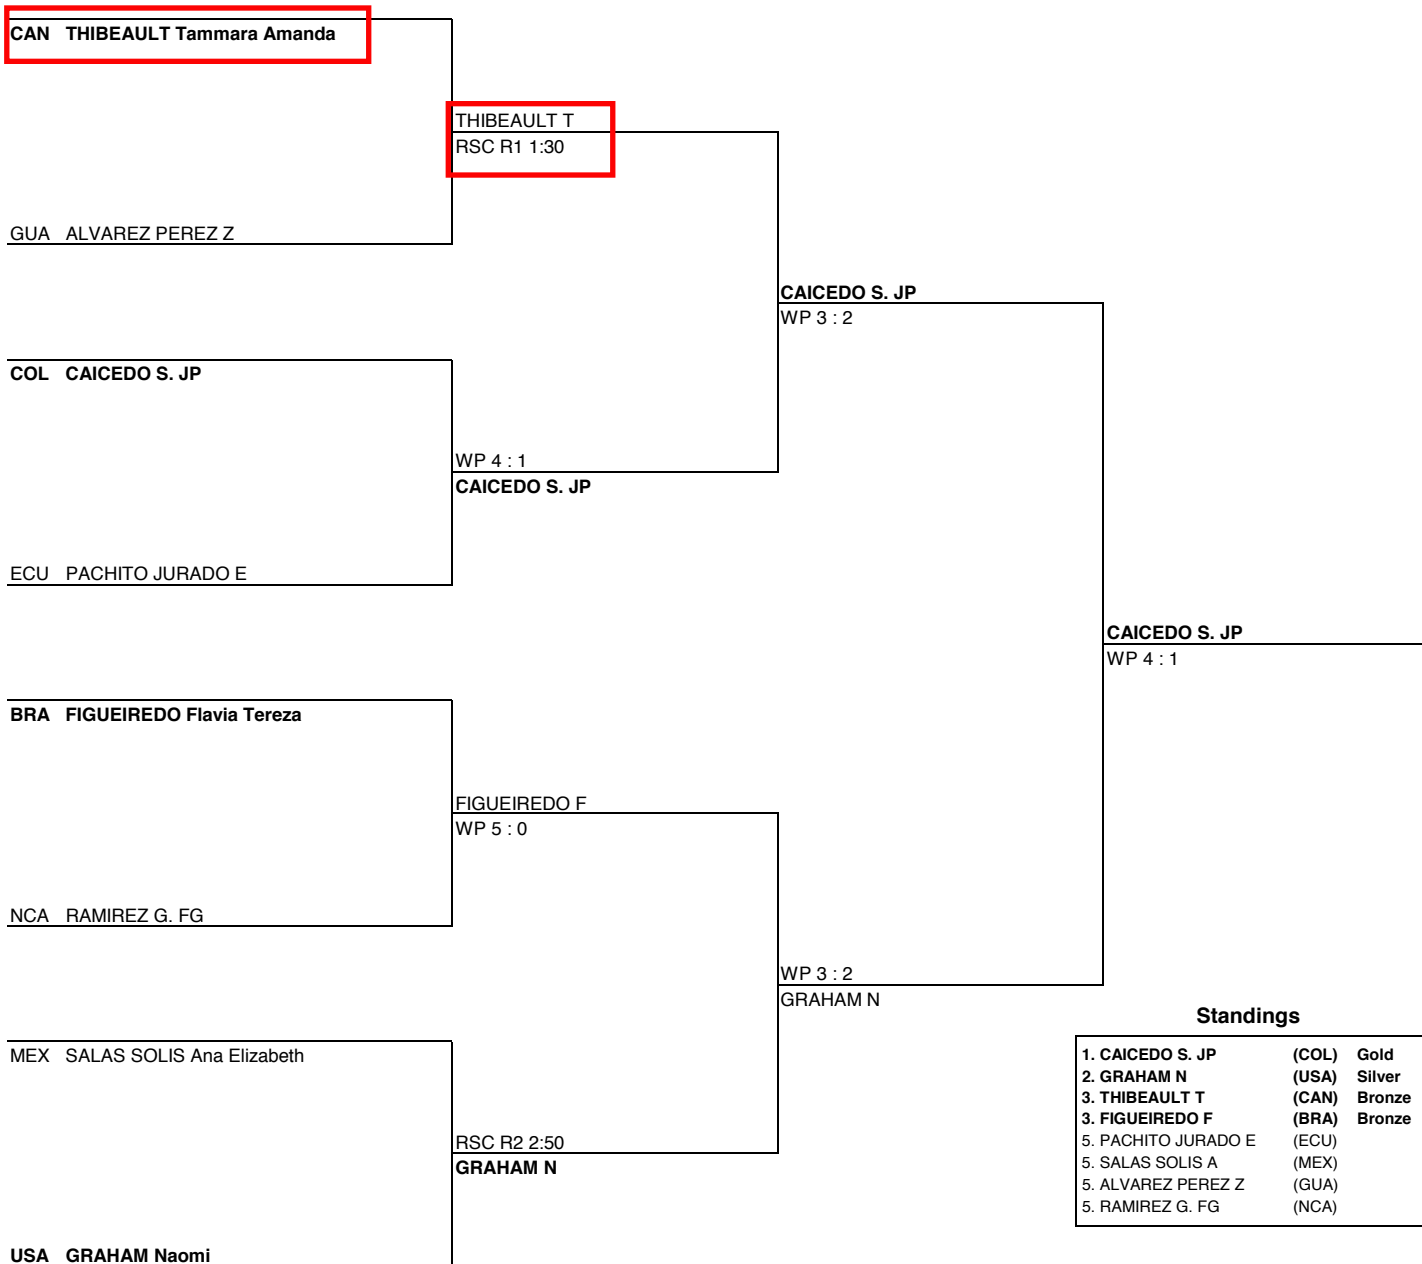 CAN THIBEAULT Tammara Amanda
THIBEAULT T
RSC R1 1:30
GUA ALVAREZ PEREZ Z
CAICEDO S. JP
WP 3 : 2
COL CAICEDO S. JP
WP 4 : 1
CAICEDO S. JP
ECU PACHITO JURADO E
CAICEDO S. JP
WP 4 : 1
BRA FIGUEIREDO Flavia Tereza
FIGUEIREDO F
WP 5 : 0
NCA RAMIREZ G. FG
WP 3 : 2
GRAHAM N
MEX SALAS SOLIS Ana Elizabeth
RSC R2 2:50
GRAHAM N
USA GRAHAM Naomi
Standings
1. CAICEDO S. JP (COL) Gold
2. GRAHAM N (USA) Silver
3. THIBEAULT T (CAN) Bronze
3. FIGUEIREDO F (BRA) Bronze
5. PACHITO JURADO E (ECU)
5. SALAS SOLIS A (MEX)
5. ALVAREZ PEREZ Z (GUA)
5. RAMIREZ G. FG (NCA)